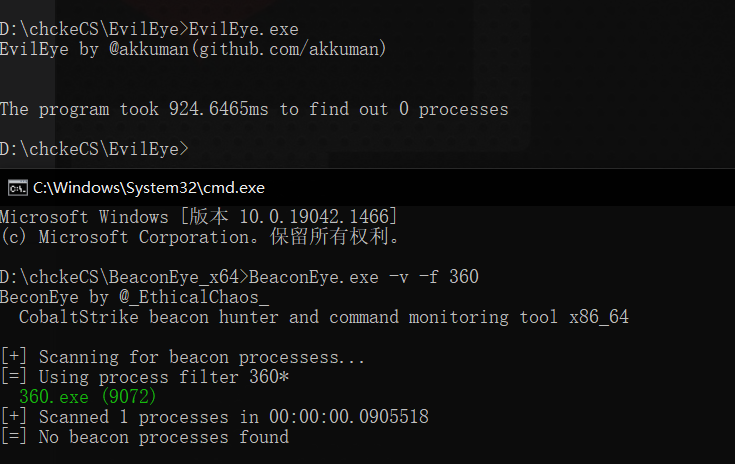 D:\chckeCS\EvilEye>EvilEye.exe
EvilEye by @akkuman(github.com/akkuman)
The program took 924.6465ms to find out 0 processes
D:\chckeCS\EvilEye>
C:\Windows\System32\cmd.exe
Microsoft Windows [版本 10.0.19042.1466]
(c) Microsoft Corporation。保留所有权利。
D:\chckeCS\BeaconEye_x64>BeaconEye.exe -v -f 360
BeconEye by @_EthicalChaos_
  CobaltStrike beacon hunter and command monitoring tool x86_64
[+] Scanning for beacon processess...
[=] Using process filter 360*
  360.exe (9072)
[+] Scanned 1 processes in 00:00:00.0905518
[=] No beacon processes found